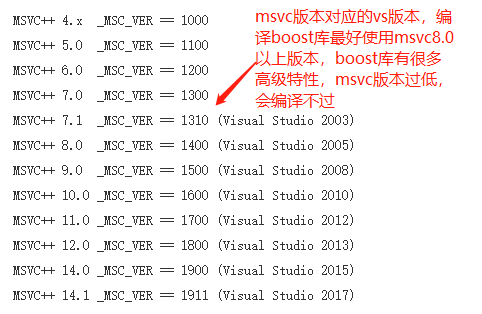 MSVC++ 4.x  _MSC_VER == 1000
MSVC++ 5.0  _MSC_VER == 1100
MSVC++ 6.0  _MSC_VER == 1200
MSVC++ 7.0  _MSC_VER == 1300
MSVC++ 7.1  _MSC_VER == 1310 (Visual Studio 2003)
MSVC++ 8.0  _MSC_VER == 1400 (Visual Studio 2005)
MSVC++ 9.0  _MSC_VER == 1500 (Visual Studio 2008)
MSVC++ 10.0 _MSC_VER == 1600 (Visual Studio 2010)
MSVC++ 11.0 _MSC_VER == 1700 (Visual Studio 2012)
MSVC++ 12.0 _MSC_VER == 1800 (Visual Studio 2013)
MSVC++ 14.0 _MSC_VER == 1900 (Visual Studio 2015)
MSVC++ 14.1 _MSC_VER == 1911 (Visual Studio 2017)
msvc版本对应的vs版本，编
译boost库最好使用msvc8.0
以上版本，boost库有很多
高级特性，msvc版本过低，
会编译不过